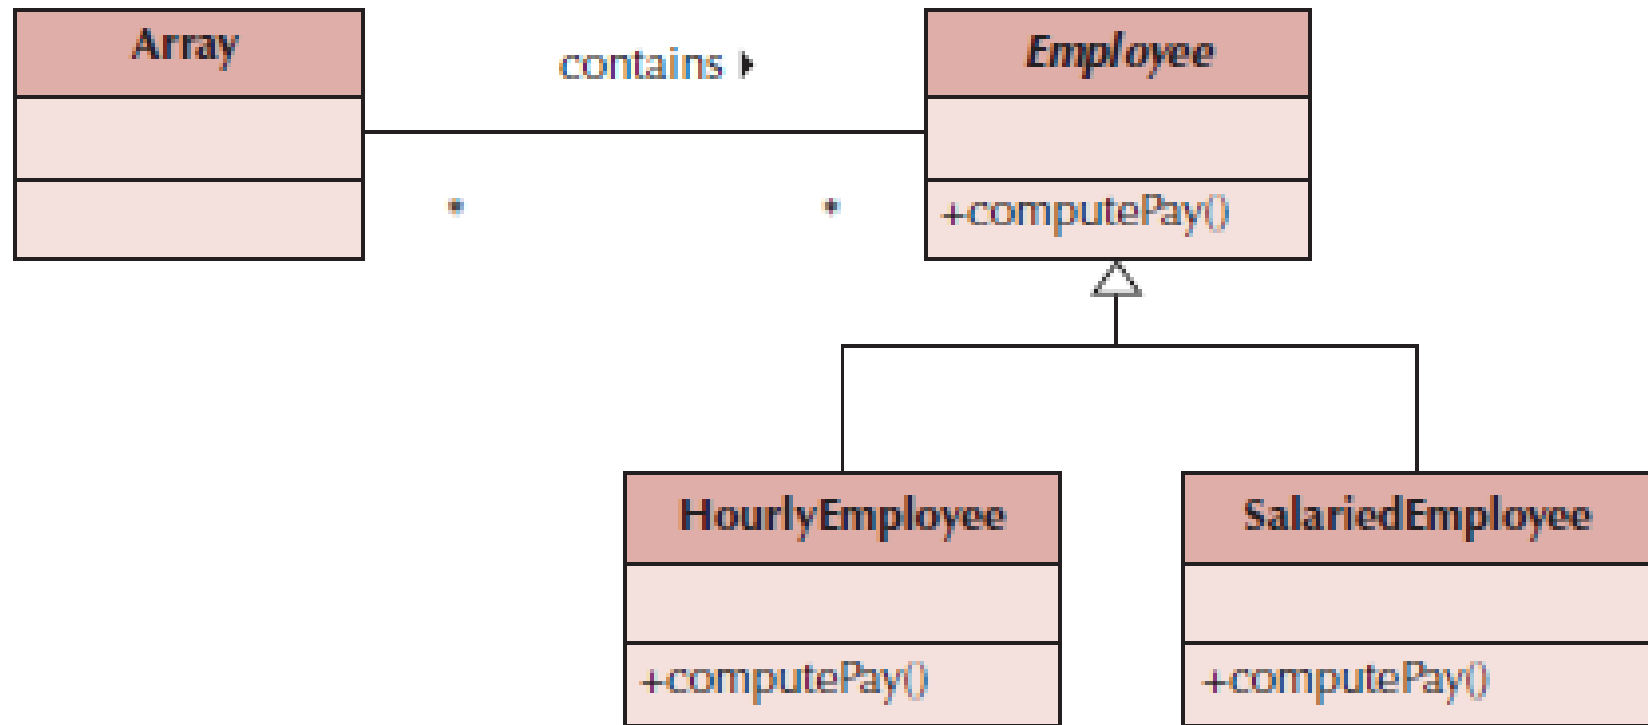 Array
contains ▶
Employee
* *
+computePay()
HourlyEmployee
SalariedEmployee
+computePay()
+computePay()